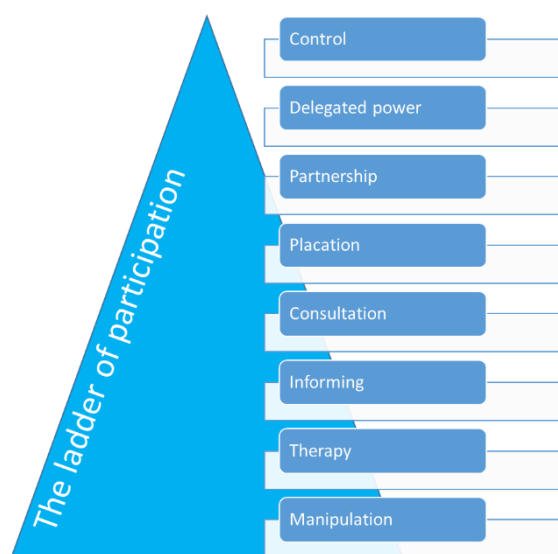 The ladder of participation
Control
Delegated power
Partnership
Placation
Consultation
Informing
Therapy
Manipulation